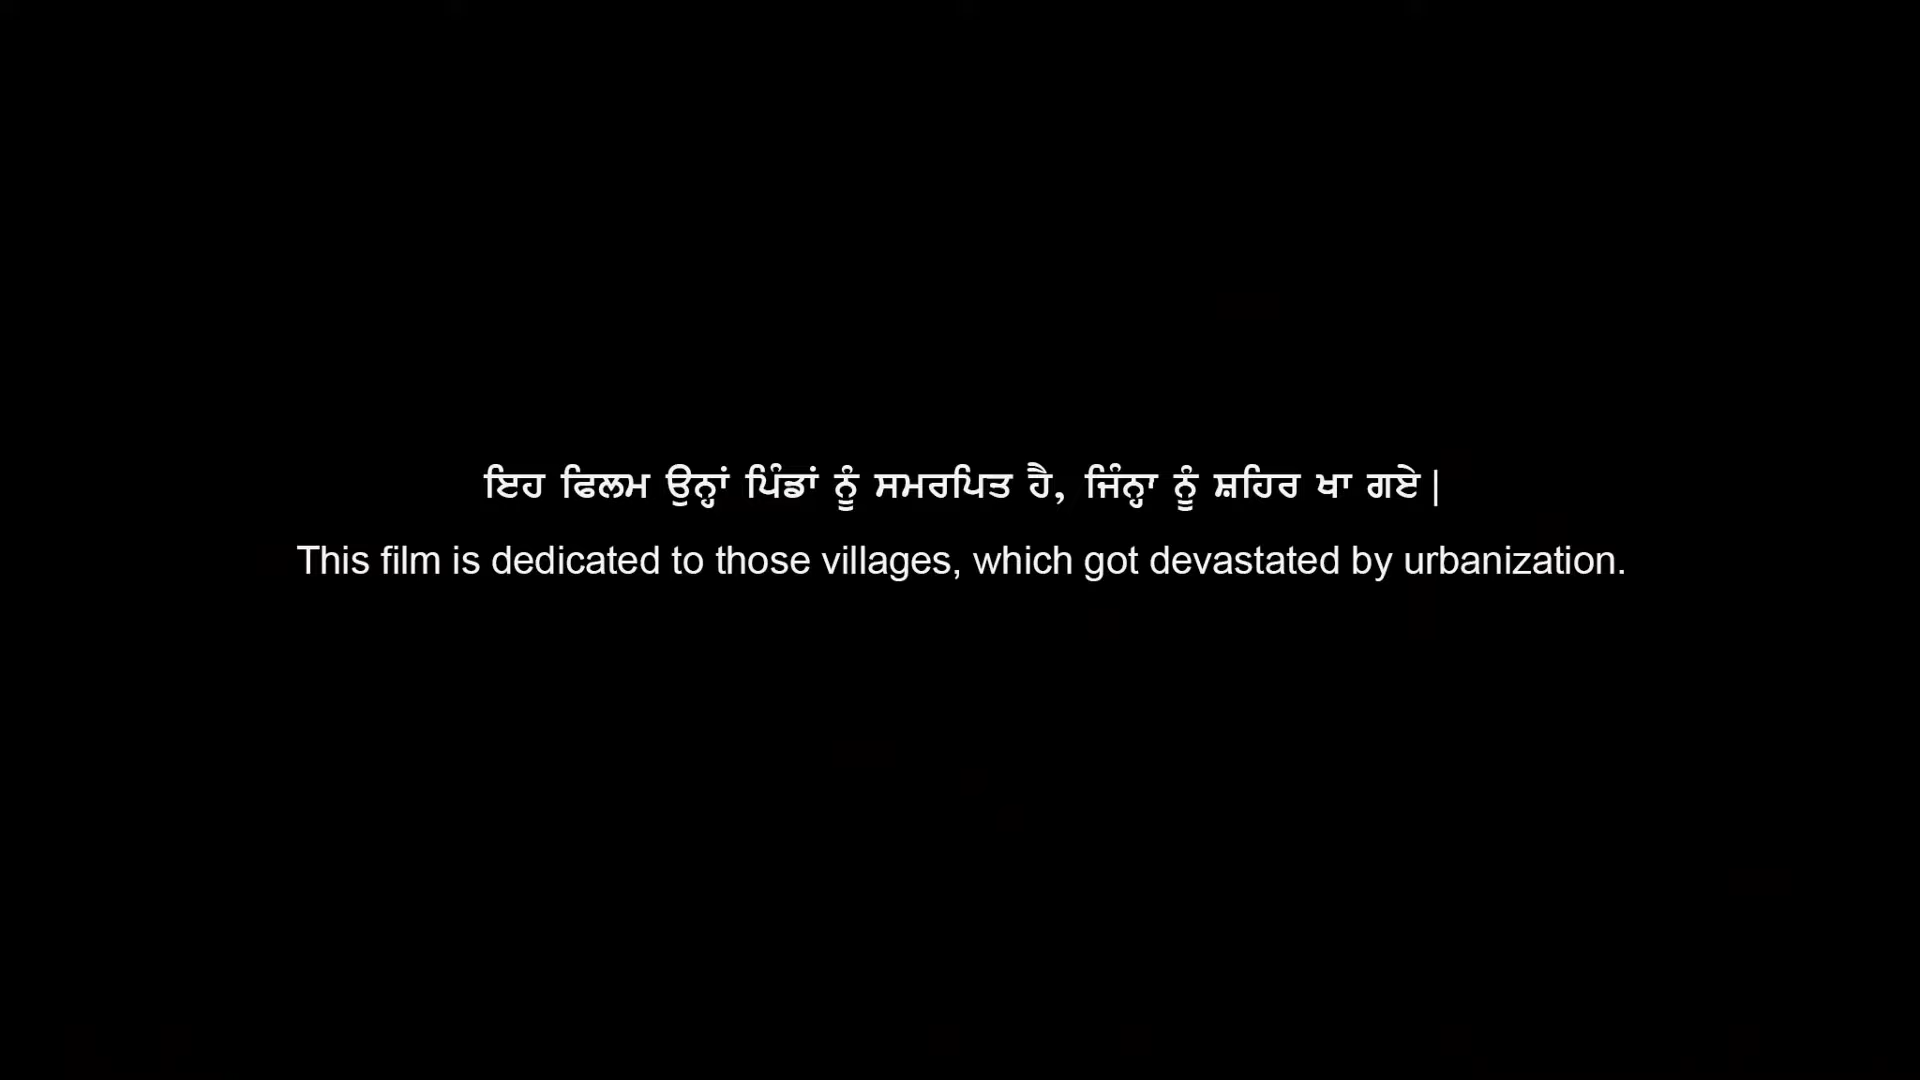 ਇਹ ਫਿਲਮ ਉਨ੍ਹਾਂ ਪਿੰਡਾਂ ਨੂੰ ਸਮਰਪਿਤ ਹੈ, ਜਿੰਨ੍ਹਾ ਨੂੰ ਸ਼ਹਿਰ ਖਾ ਗਏ|
This film is dedicated to those villages, which got devastated by urbanization.